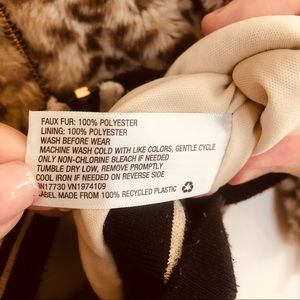 FAUX FUR: 100% POLYESTER
LINING: 100% POLYESTER
WASH BEFORE WEAR
MACHINE WASH COLD WITH LIKE COLORS, GENTLE CYCLE
ONLY NON-CHLORINE BLEACH IF NEEDED
TUMBLE DRY LOW, REMOVE PROMPTLY
COOL IRON IF NEEDED ON REVERSE SIDE
RN17730 VN1974109
LABEL MADE FROM 100% RECYCLED PLASTIC